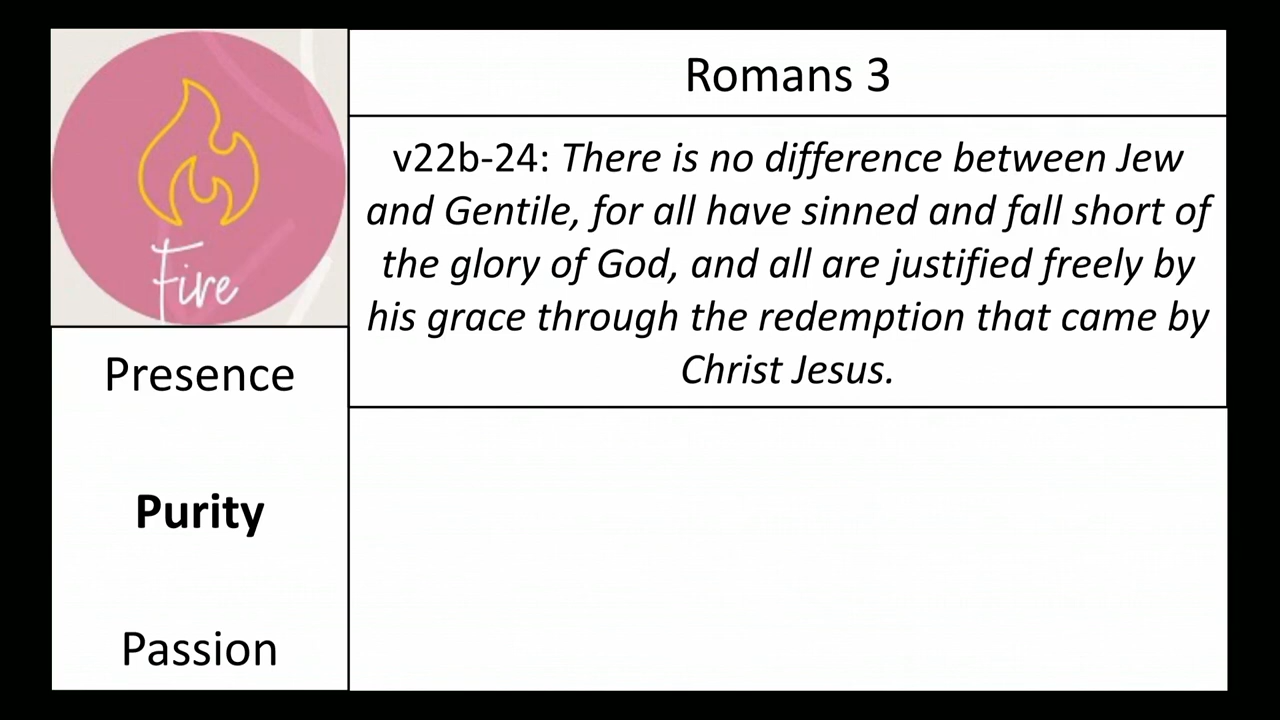 Fire
Presence
Purity
Passion
Romans 3
v22b-24: There is no difference between Jew
and Gentile, for all have sinned and fall short of
the glory of God, and all are justified freely by
his grace through the redemption that came by
Christ Jesus.